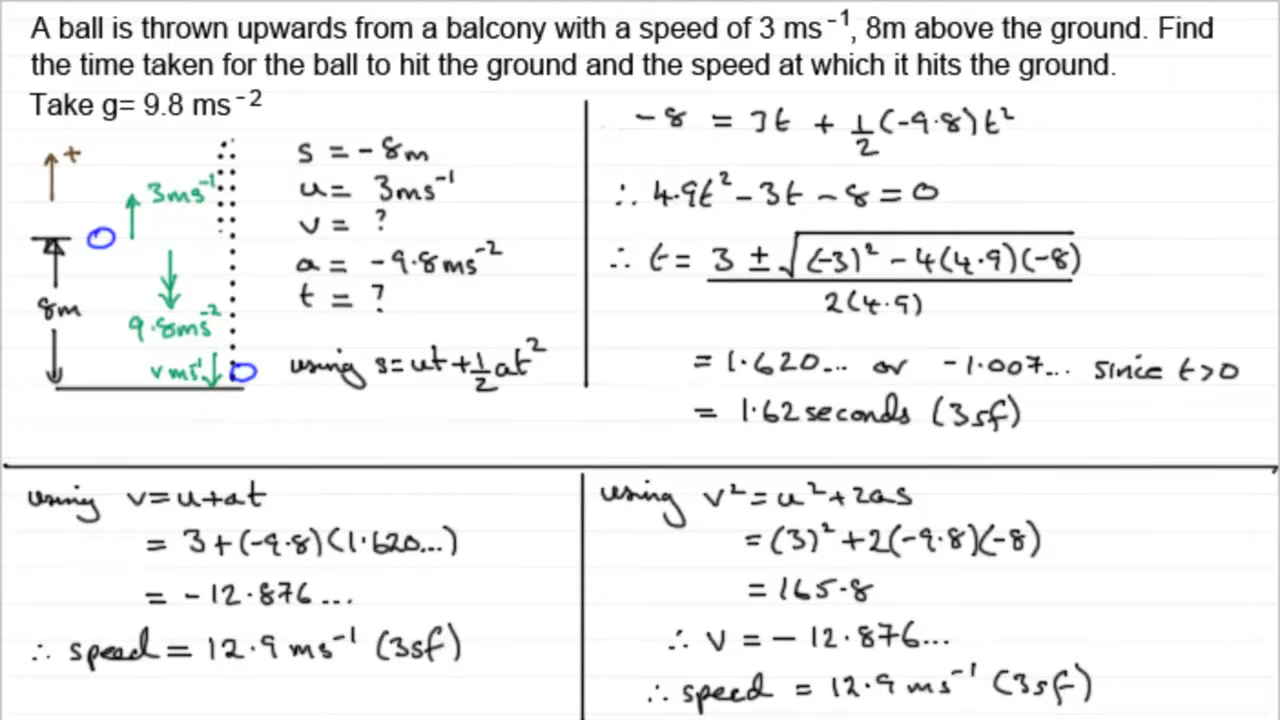 A ball is thrown upwards from a balcony with a speed of 3 ms⁻¹, 8m above the ground. Find
the time taken for the ball to hit the ground and the speed at which it hits the ground.
Take g= 9.8 ms⁻²
+
3ms⁻¹
8m
9.8ms⁻²
v ms⁻¹
s = -8m
u = 3ms⁻¹
v = ?
a = -9.8ms⁻²
t = ?
using s=ut+½at²
-8 = 3t + ½(-9.8)t²
∴ 4.9t² - 3t - 8 = 0
∴ t = 3 ± √((-3)² - 4(4.9)(-8))
2(4.9)
= 1.620... or -1.007... since t>0
= 1.62 seconds (3sf)
using v=u+at
= 3+(-9.8)(1.620...)
= -12.876...
∴ speed = 12.9 ms⁻¹ (3sf)
using v² = u²+2as
= (3)² +2(-9.8)(-8)
= 165.8
∴ v = -12.876...
∴ speed = 12.9 ms⁻¹ (3sf)